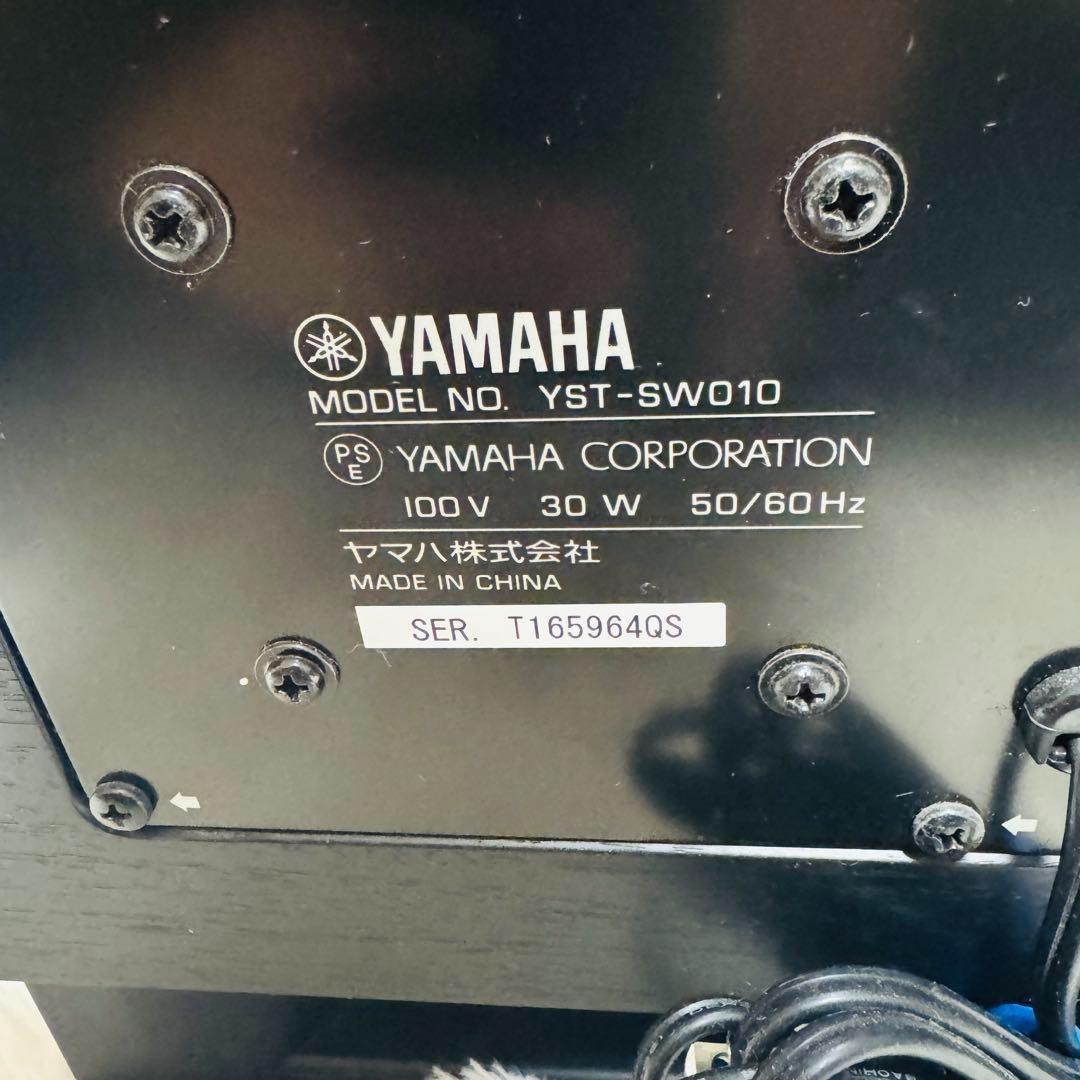 YAMAHA
MODEL NO. YST-SW010
PSE YAMAHA CORPORATION
100V 30 W 50/60Hz
ヤマハ株式会社
MADE IN CHINA
SER. T165964QS